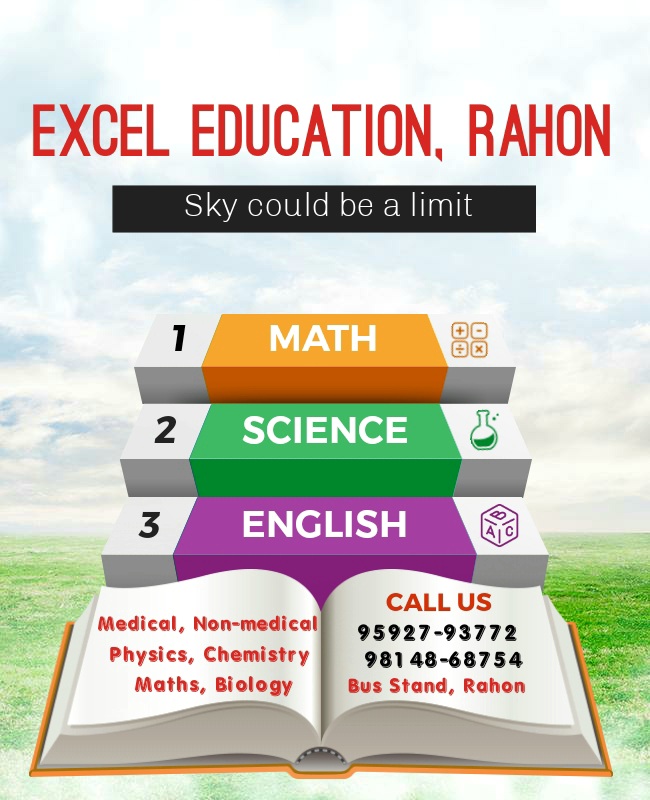 EXCEL EDUCATION, RAHON
Sky could be a limit
1 MATH
2 SCIENCE
3 ENGLISH
A B C
Medical, Non-medical
Physics, Chemistry
Maths, Biology
CALL US
95927-93772
98148-68754
Bus Stand, Rahon